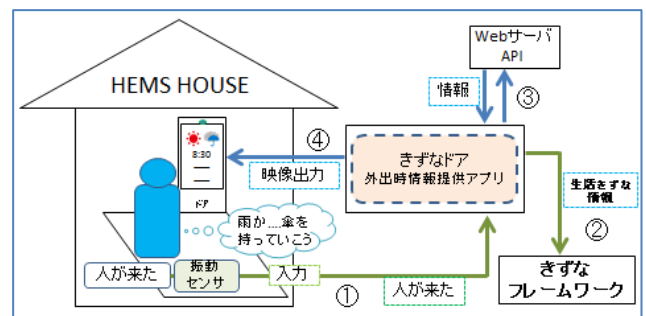 HEMS HOUSE
8:30
ドア
雨か....傘を
持っていこう
人が来た
振動
センサ
入力
①
人が来た
④
映像出力
きずなドア
外出時情報提供アプリ
Webサーバ
API
情報
③
生活きずな
情報
②
きずな
フレームワーク